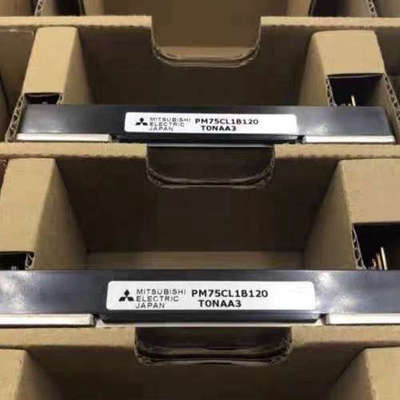 MITSUBISHI ELECTRIC JAPAN
PM75CL1B120
T0NAA3
MITSUBISHI ELECTRIC JAPAN
PM75CL1B120
T0NAA3